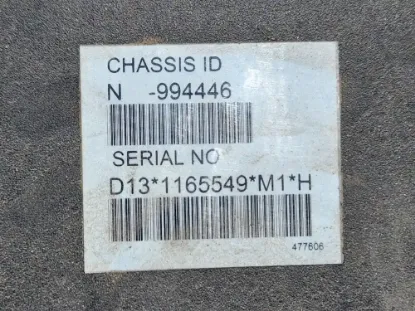 CHASSIS ID
N -994446
SERIAL NO
D13*1165549*M1*H
477606